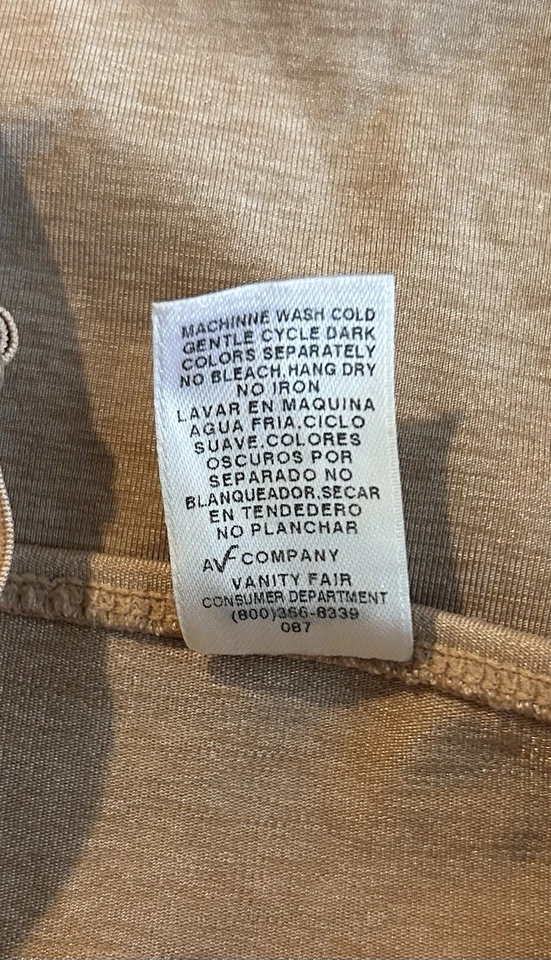 MACHINNE WASH COLD
GENTLE CYCLE DARK
COLORS SEPARATELY
NO BLEACH,HANG DRY
NO IRON
LAVAR EN MAQUINA
AGUA FRIA.CICLO
SUAVE.COLORES
OSCUROS POR
SEPARADO NO
BLANQUEADOR.SECAR
EN TENDEDERO
NO PLANCHAR
A VF COMPANY
VANITY FAIR
CONSUMER DEPARTMENT
(800)366-8339
087